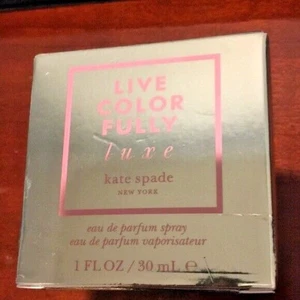 LIVE
COLOR
FULLY
luxe
kate spade
NEW YORK
eau de parfum spray
eau de parfum vaporisateur
1 FL OZ / 30 mL ℮